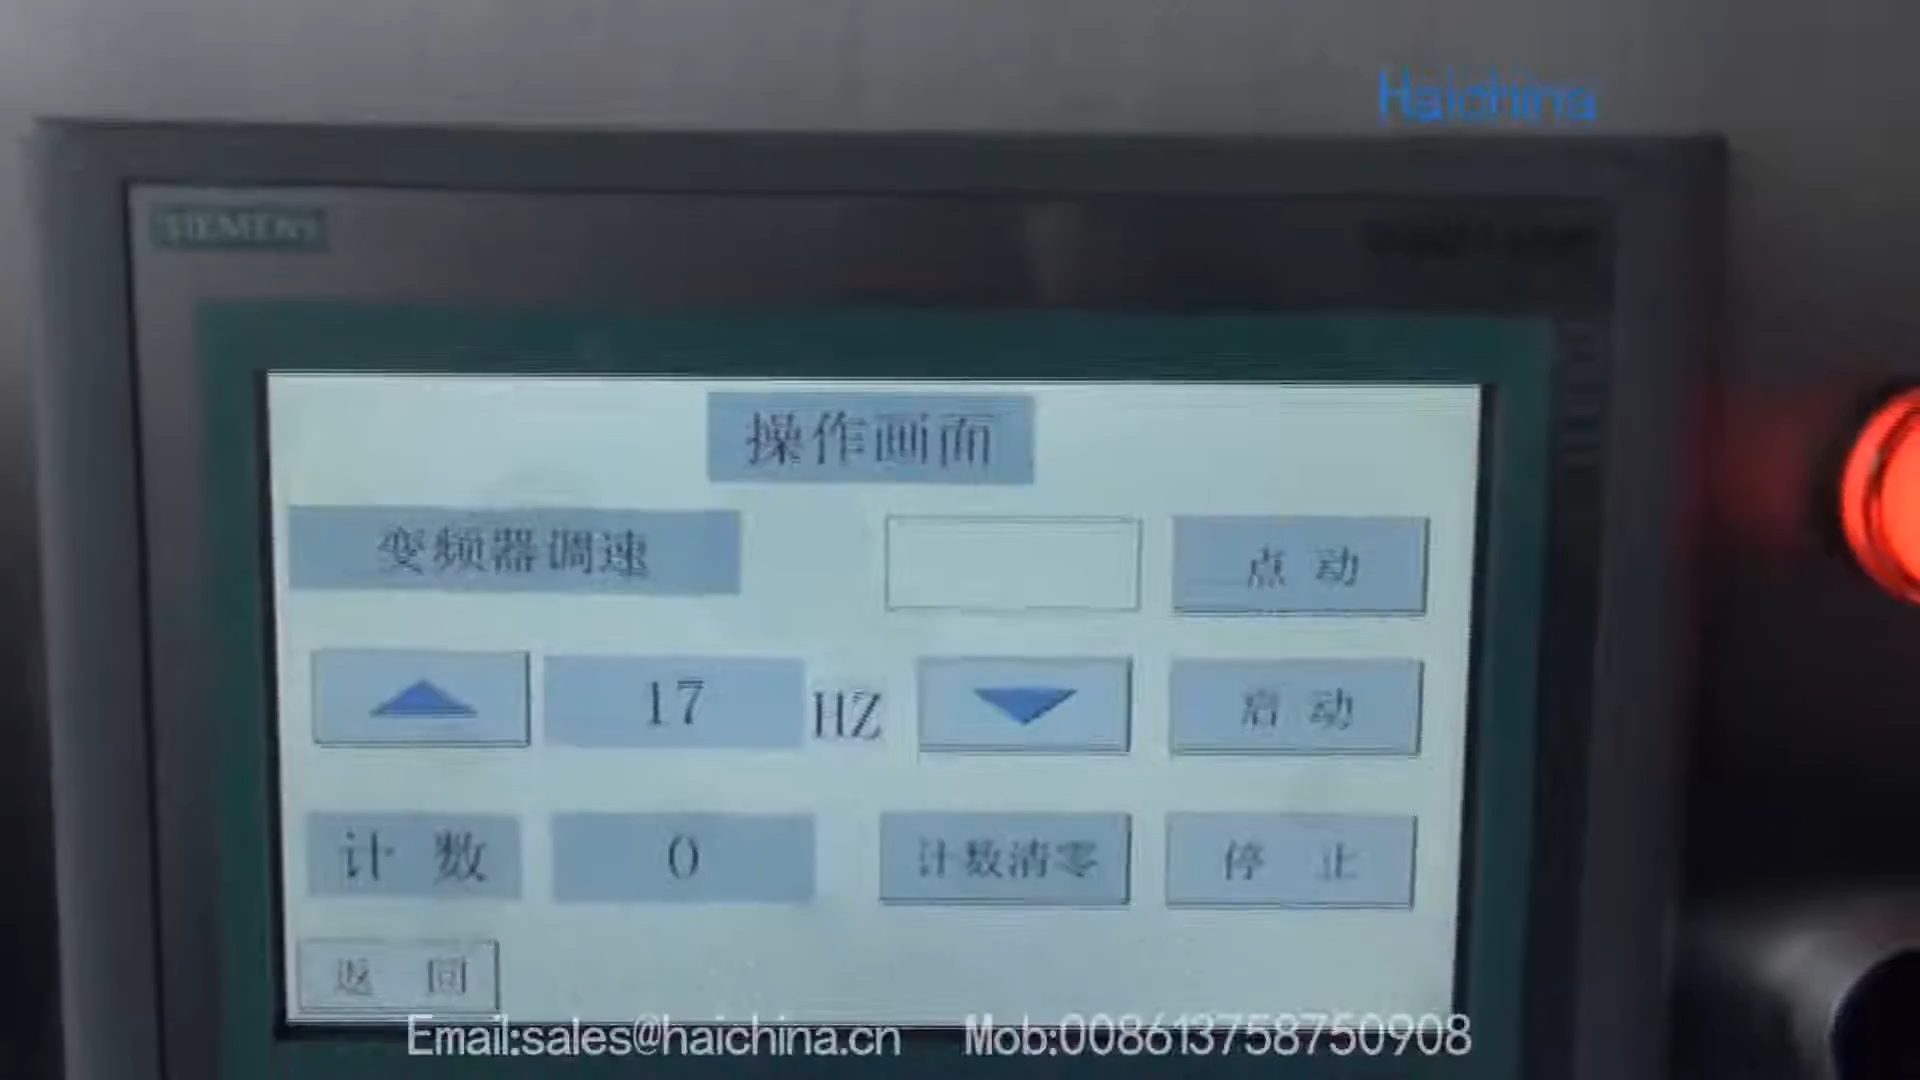 Haichina
SIEMENS
操作画面
变频器调速
点 动
17 HZ
启 动
计 数 0 计数清零 停 止
返 回
Email:sales@haichina.cn Mob:008613758750908